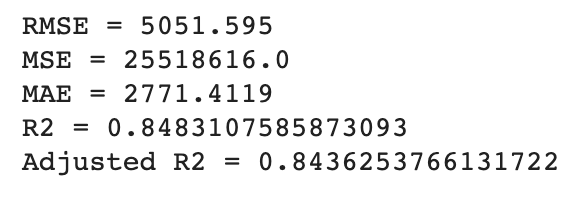 RMSE = 5051.595
MSE = 25518616.0
MAE = 2771.4119
R2 = 0.8483107585873093
Adjusted R2 = 0.8436253766131722